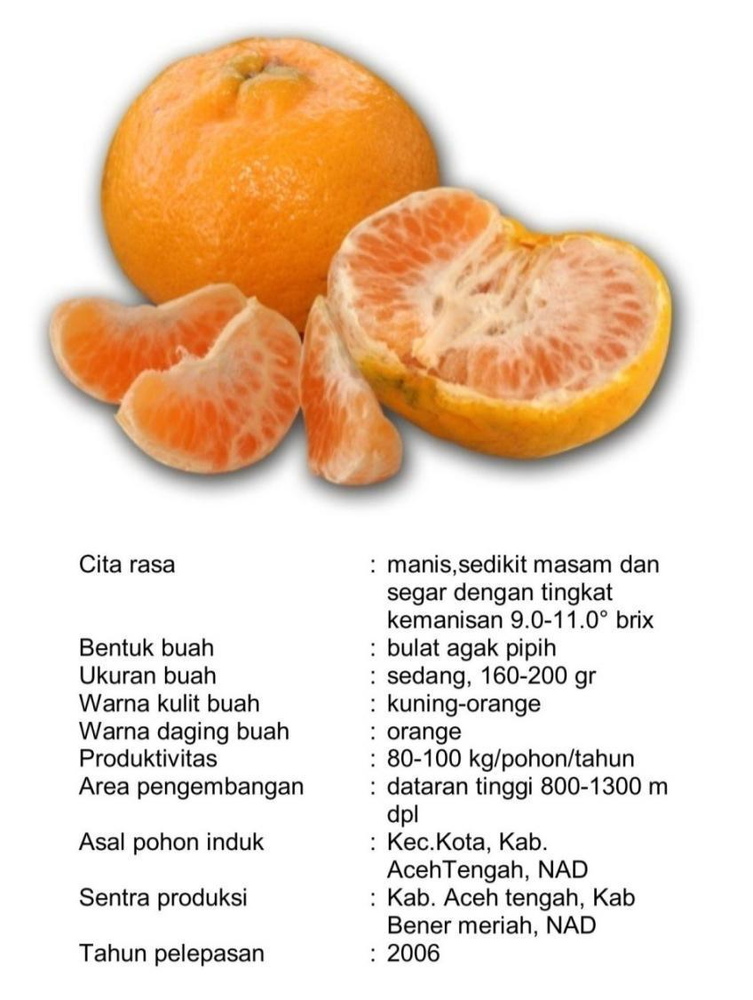 Cita rasa : manis,sedikit masam dan
segar dengan tingkat
kemanisan 9.0-11.0° brix
Bentuk buah : bulat agak pipih
Ukuran buah : sedang, 160-200 gr
Warna kulit buah : kuning-orange
Warna daging buah : orange
Produktivitas : 80-100 kg/pohon/tahun
Area pengembangan : dataran tinggi 800-1300 m
dpl
Asal pohon induk : Kec.Kota, Kab.
AcehTengah, NAD
Sentra produksi : Kab. Aceh tengah, Kab
Bener meriah, NAD
Tahun pelepasan : 2006